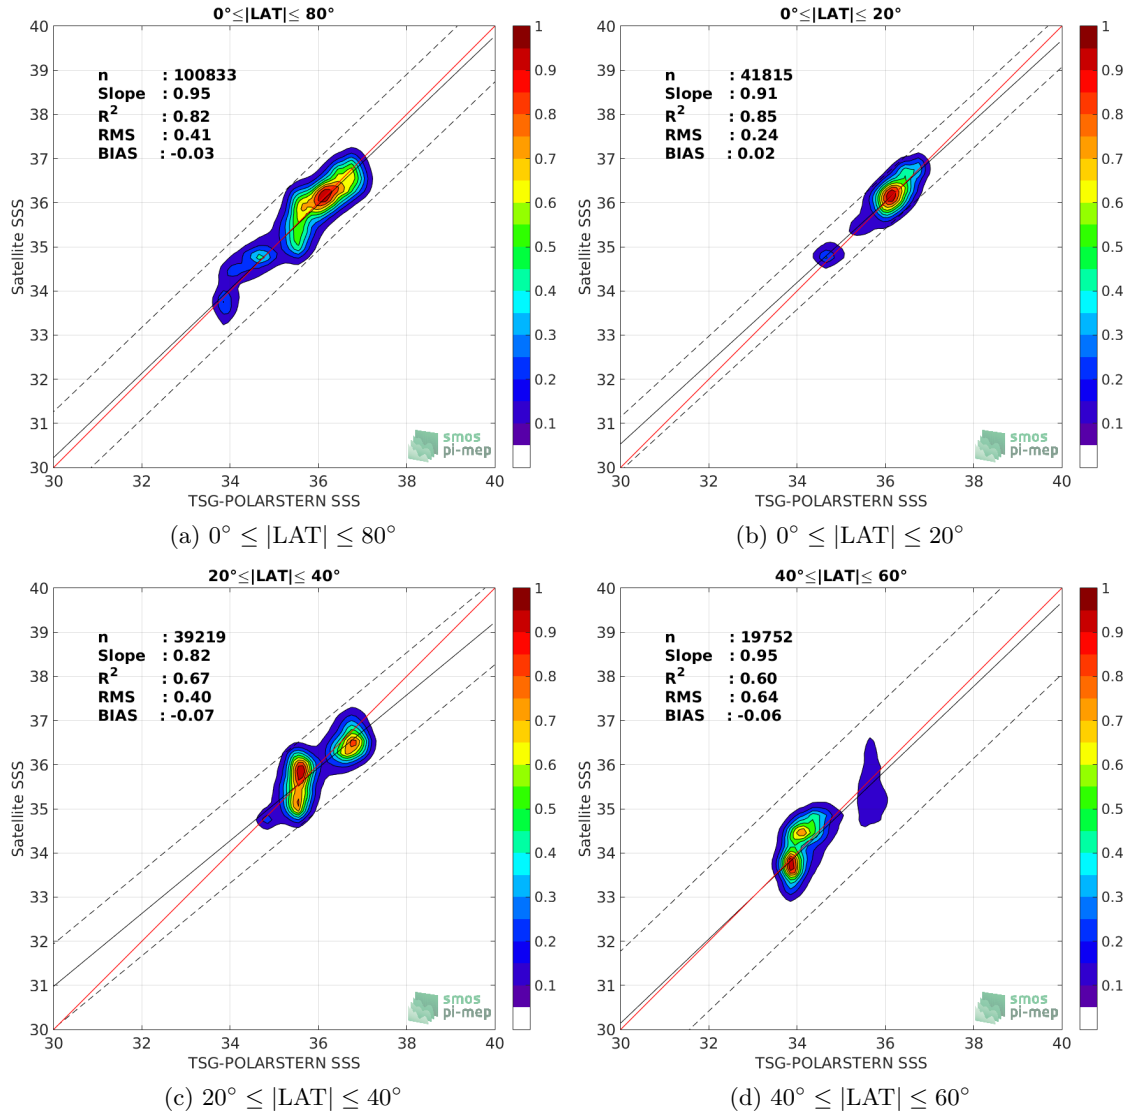 0°≤|LAT|≤ 80°
40
39
38
37
36
35
34
33
32
31
30
Satellite SSS
n : 100833
Slope : 0.95
R² : 0.82
RMS : 0.41
BIAS : -0.03
smos
pi-mep
30 32 34 36 38 40
TSG-POLARSTERN SSS
1
0.9
0.8
0.7
0.6
0.5
0.4
0.3
0.2
0.1
(a) 0° ≤ |LAT| ≤ 80°
0°≤|LAT|≤ 20°
40
39
38
37
36
35
34
33
32
31
30
Satellite SSS
n : 41815
Slope : 0.91
R² : 0.85
RMS : 0.24
BIAS : 0.02
smos
pi-mep
30 32 34 36 38 40
TSG-POLARSTERN SSS
1
0.9
0.8
0.7
0.6
0.5
0.4
0.3
0.2
0.1
(b) 0° ≤ |LAT| ≤ 20°
20°≤|LAT|≤ 40°
40
39
38
37
36
35
34
33
32
31
30
Satellite SSS
n : 39219
Slope : 0.82
R² : 0.67
RMS : 0.40
BIAS : -0.07
smos
pi-mep
30 32 34 36 38 40
TSG-POLARSTERN SSS
1
0.9
0.8
0.7
0.6
0.5
0.4
0.3
0.2
0.1
(c) 20° ≤ |LAT| ≤ 40°
40°≤|LAT|≤ 60°
40
39
38
37
36
35
34
33
32
31
30
Satellite SSS
n : 19752
Slope : 0.95
R² : 0.60
RMS : 0.64
BIAS : -0.06
smos
pi-mep
30 32 34 36 38 40
TSG-POLARSTERN SSS
1
0.9
0.8
0.7
0.6
0.5
0.4
0.3
0.2
0.1
(d) 40° ≤ |LAT| ≤ 60°